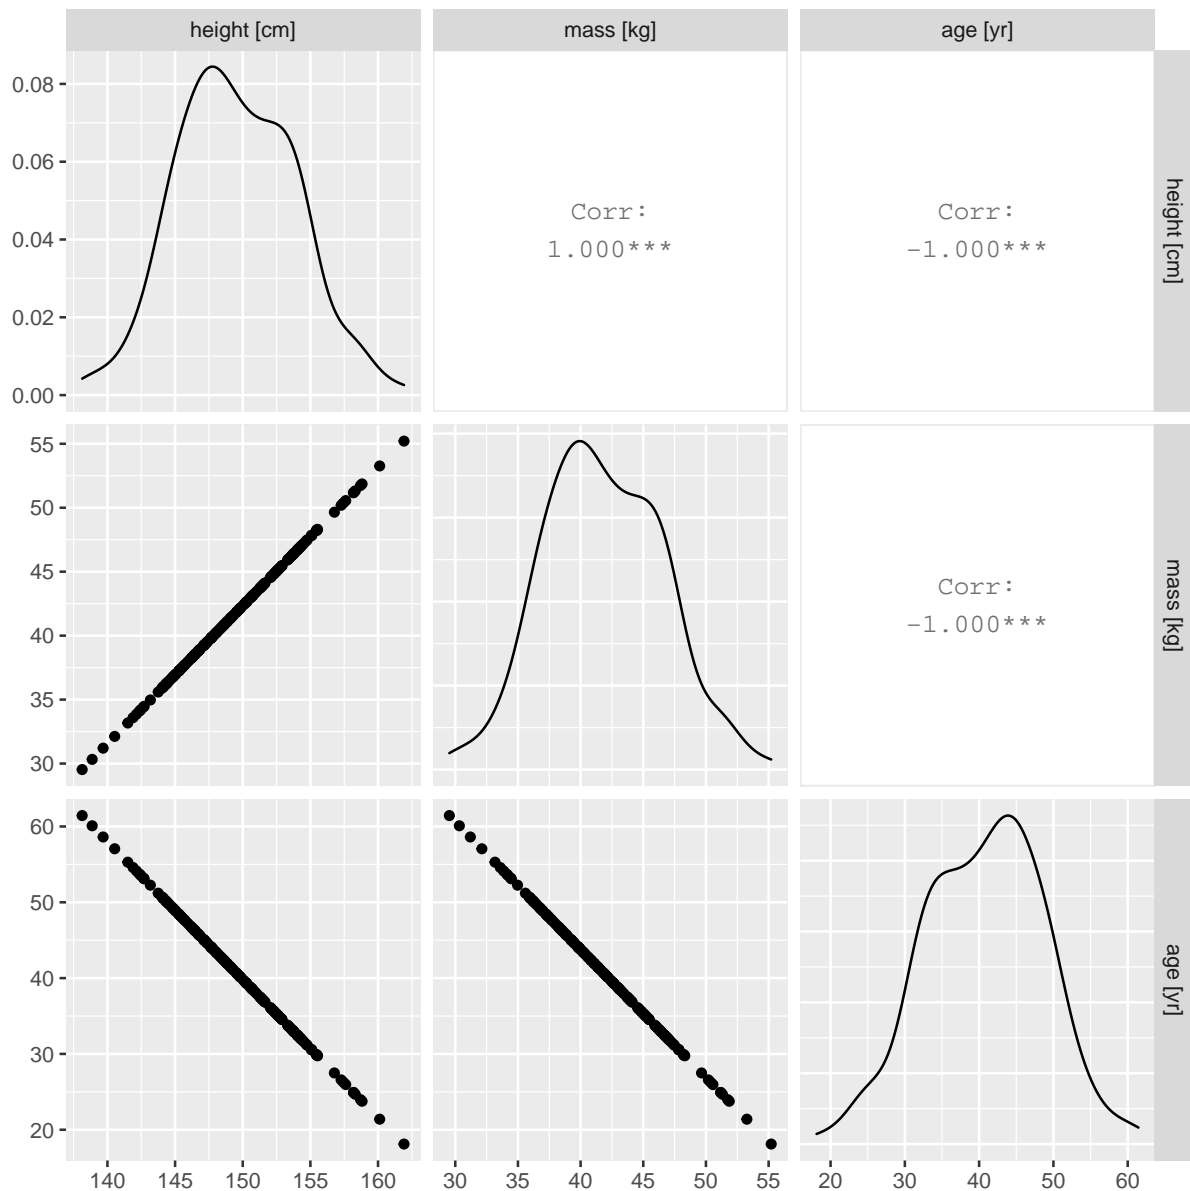 height [cm]
mass [kg]
age [yr]
0.08
0.06
0.04
0.02
0.00
Corr:
1.000***
Corr:
-1.000***
height [cm]
55
50
45
40
35
30
Corr:
-1.000***
mass [kg]
60
50
40
30
20
age [yr]
140 145 150 155 160
30 35 40 45 50 55
20 30 40 50 60